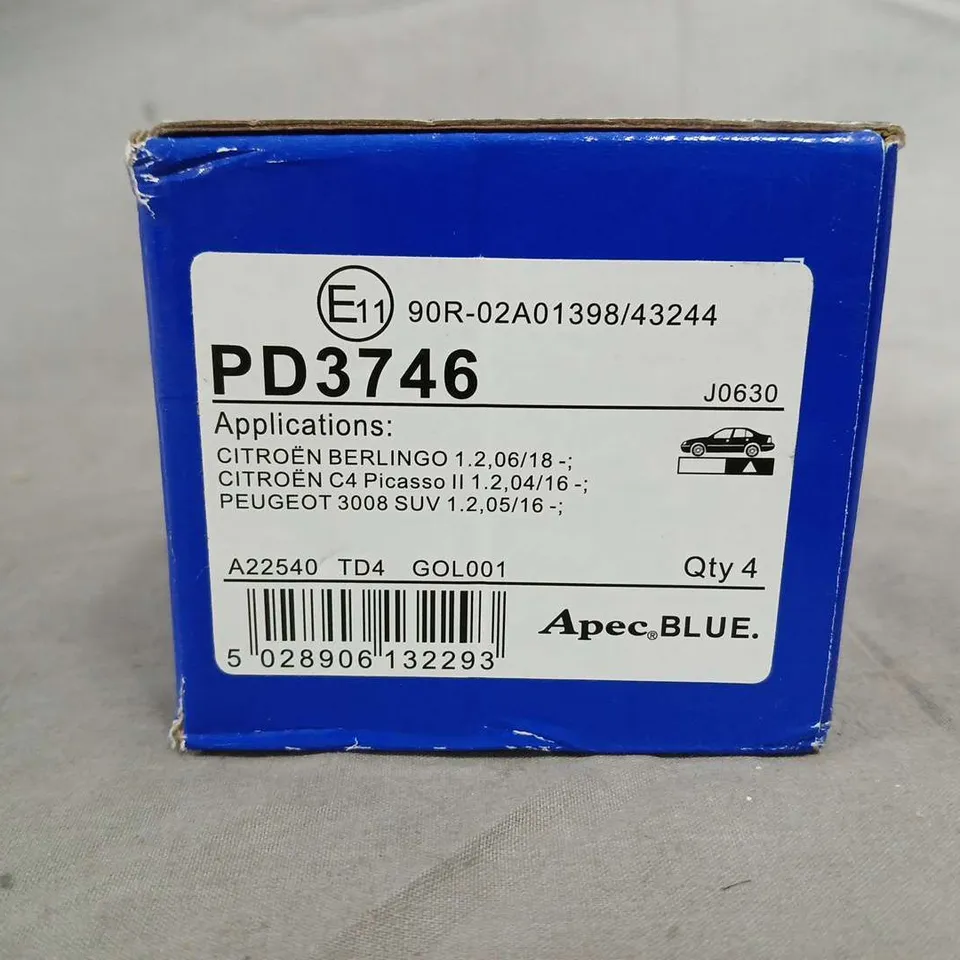 E11 90R-02A01398/43244
PD3746 J0630
Applications:
CITROËN BERLINGO 1.2,06/18 -;
CITROËN C4 Picasso II 1.2,04/16 -;
PEUGEOT 3008 SUV 1.2,05/16 -;
A22540 TD4 GOL001 Qty 4
Apec® BLUE.
5 028906 132293